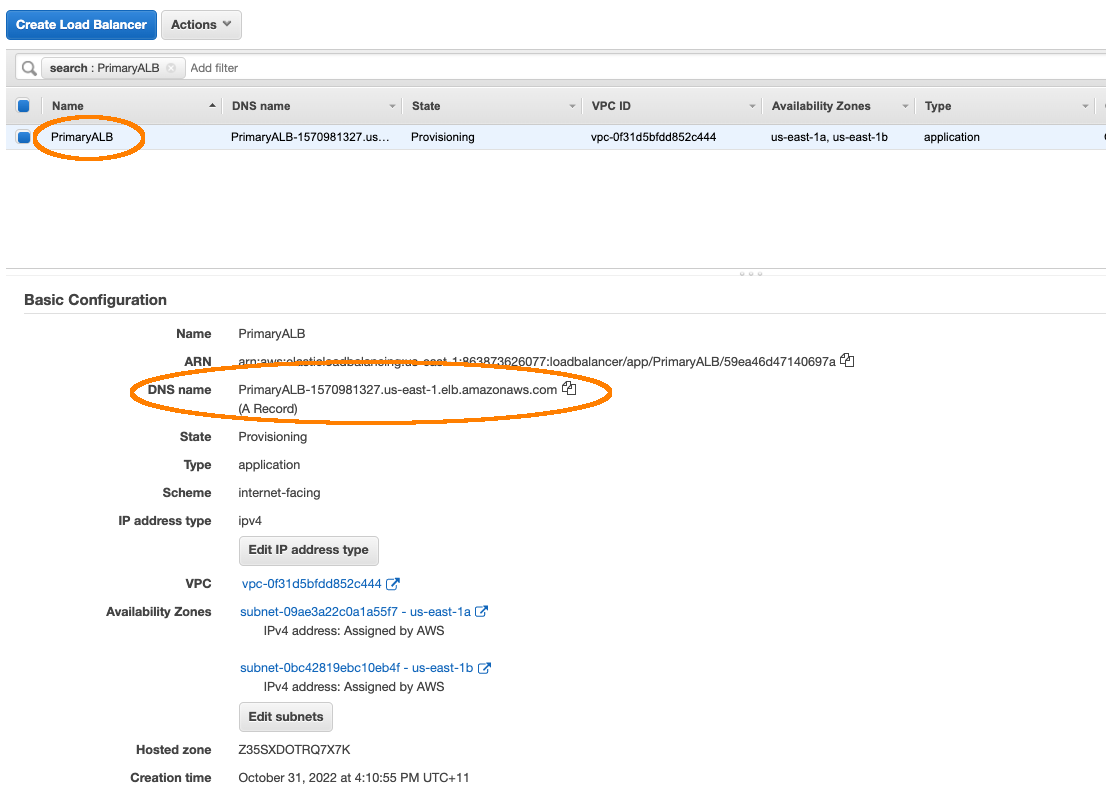 Create Load Balancer Actions
search : PrimaryALB Add filter
Name DNS name State VPC ID Availability Zones Type
PrimaryALB PrimaryALB-1570981327.us... Provisioning vpc-0f31d5bfdd852c444 us-east-1a, us-east-1b application
Basic Configuration
Name PrimaryALB
ARN arn:aws:elasticloadbalancing:us-east-1:863873626077:loadbalancer/app/PrimaryALB/59ea46d47140697a
DNS name PrimaryALB-1570981327.us-east-1.elb.amazonaws.com
(A Record)
State Provisioning
Type application
Scheme internet-facing
IP address type ipv4
Edit IP address type
VPC vpc-0f31d5bfdd852c444
Availability Zones subnet-09ae3a22c0a1a55f7 - us-east-1a
IPv4 address: Assigned by AWS
subnet-0bc42819ebc10eb4f - us-east-1b
IPv4 address: Assigned by AWS
Edit subnets
Hosted zone Z35SXDOTRQ7X7K
Creation time October 31, 2022 at 4:10:55 PM UTC+11